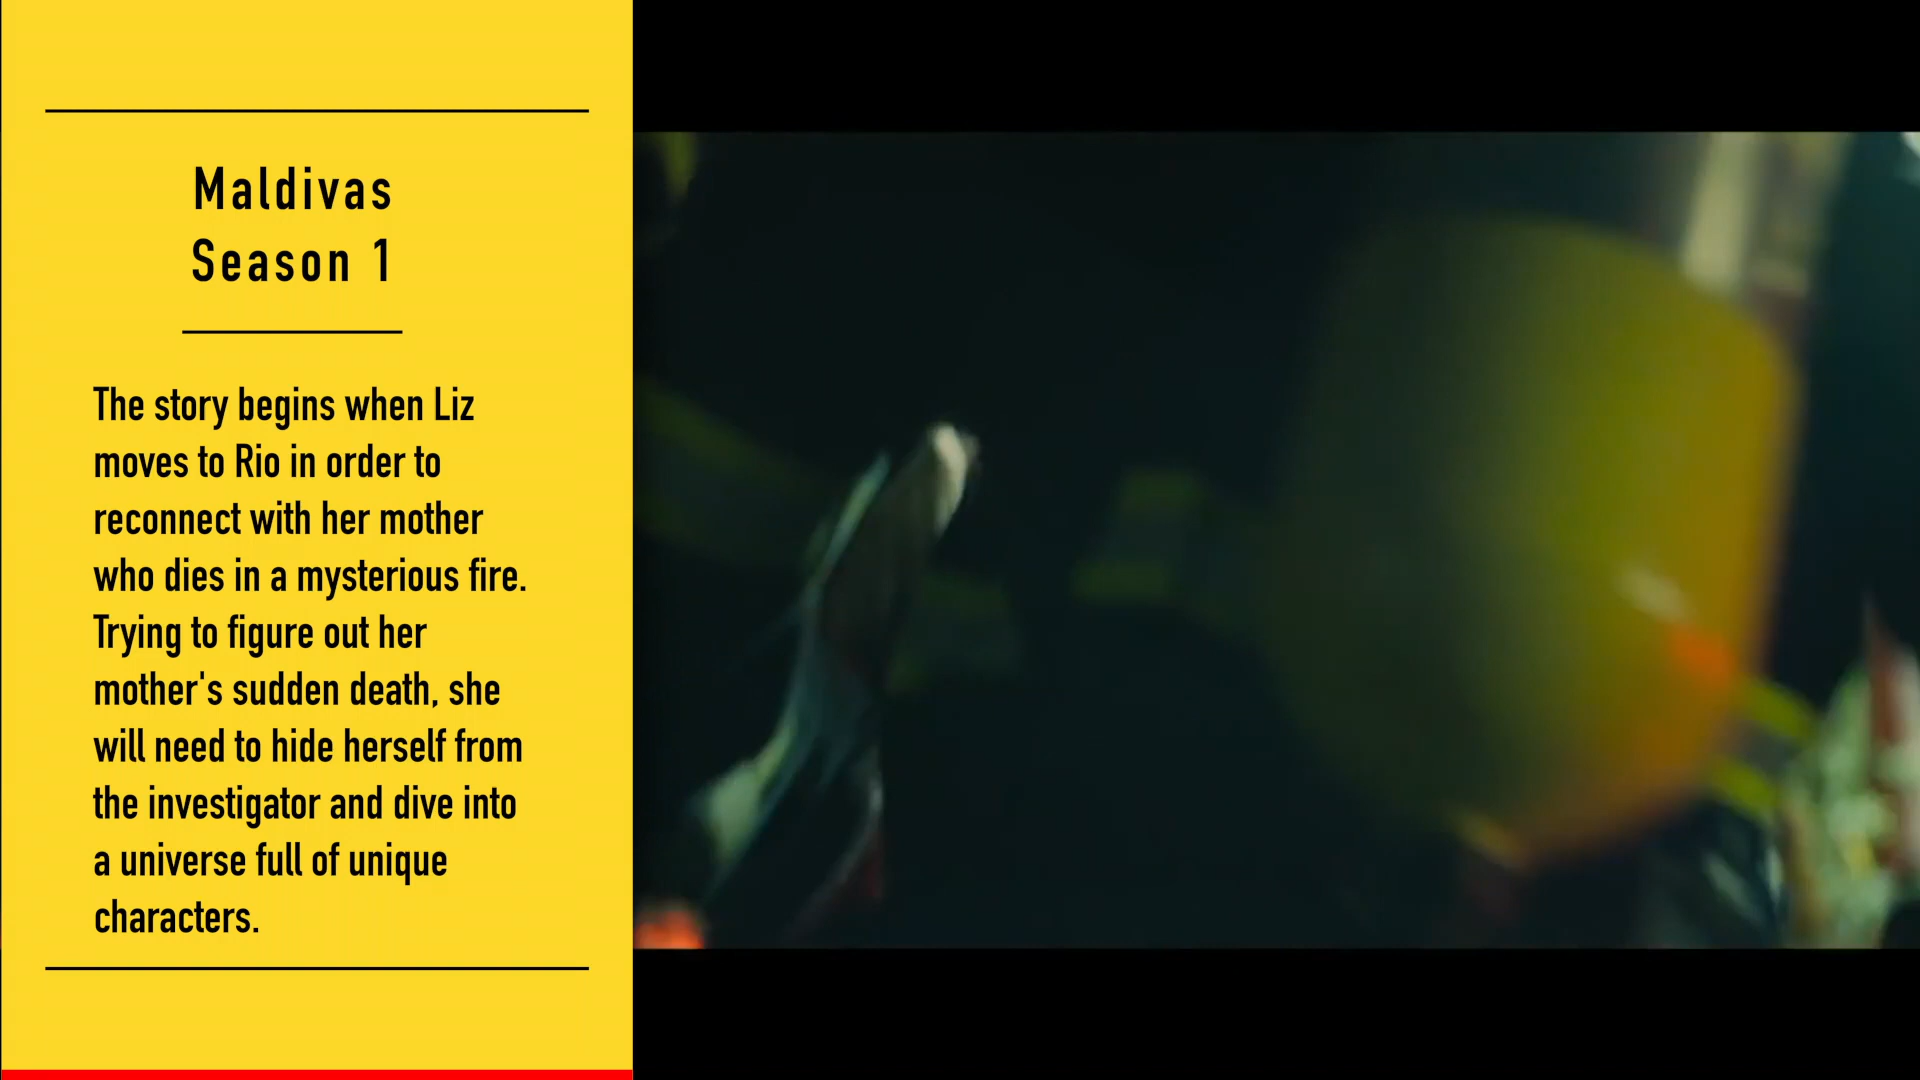 Maldivas
Season 1
The story begins when Liz
moves to Rio in order to
reconnect with her mother
who dies in a mysterious fire.
Trying to figure out her
mother's sudden death, she
will need to hide herself from
the investigator and dive into
a universe full of unique
characters.